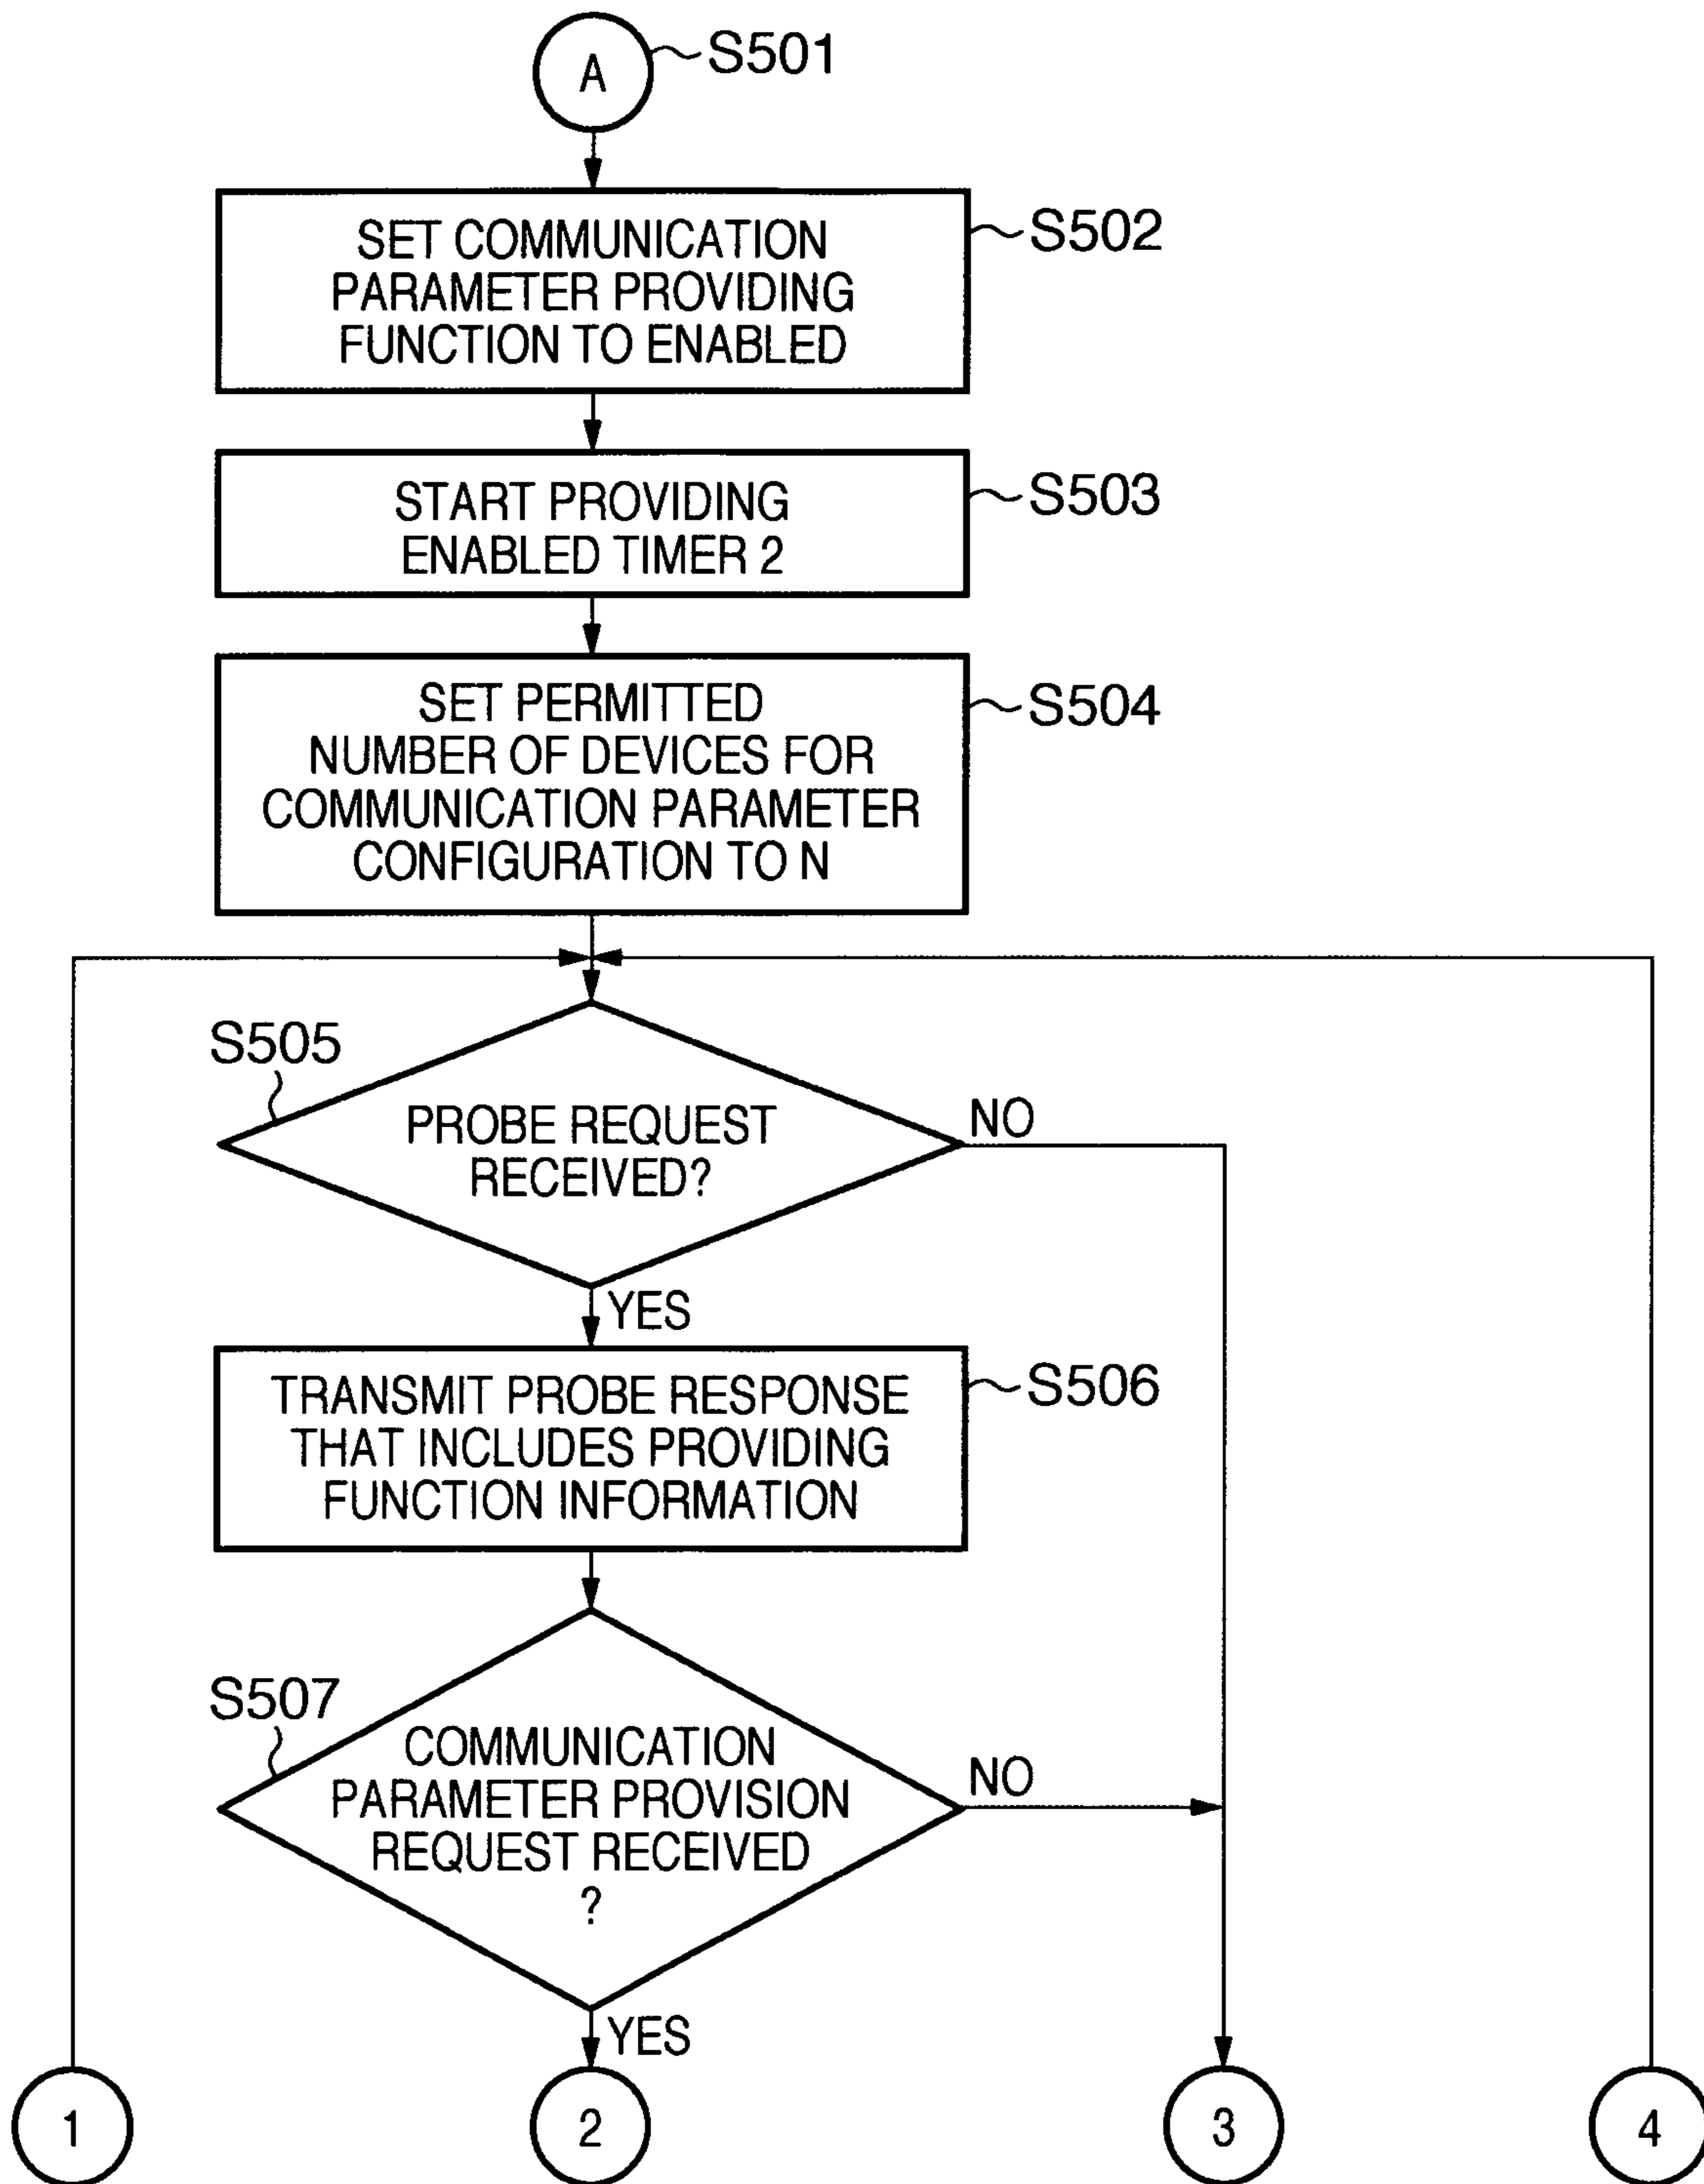 A
S501
SET COMMUNICATION
PARAMETER PROVIDING
FUNCTION TO ENABLED
S502
START PROVIDING
ENABLED TIMER 2
S503
SET PERMITTED
NUMBER OF DEVICES FOR
COMMUNICATION PARAMETER
CONFIGURATION TO N
S504
S505
PROBE REQUEST
RECEIVED?
NO
YES
TRANSMIT PROBE RESPONSE
THAT INCLUDES PROVIDING
FUNCTION INFORMATION
S506
S507
COMMUNICATION
PARAMETER PROVISION
REQUEST RECEIVED
?
NO
YES
1
2
3
4